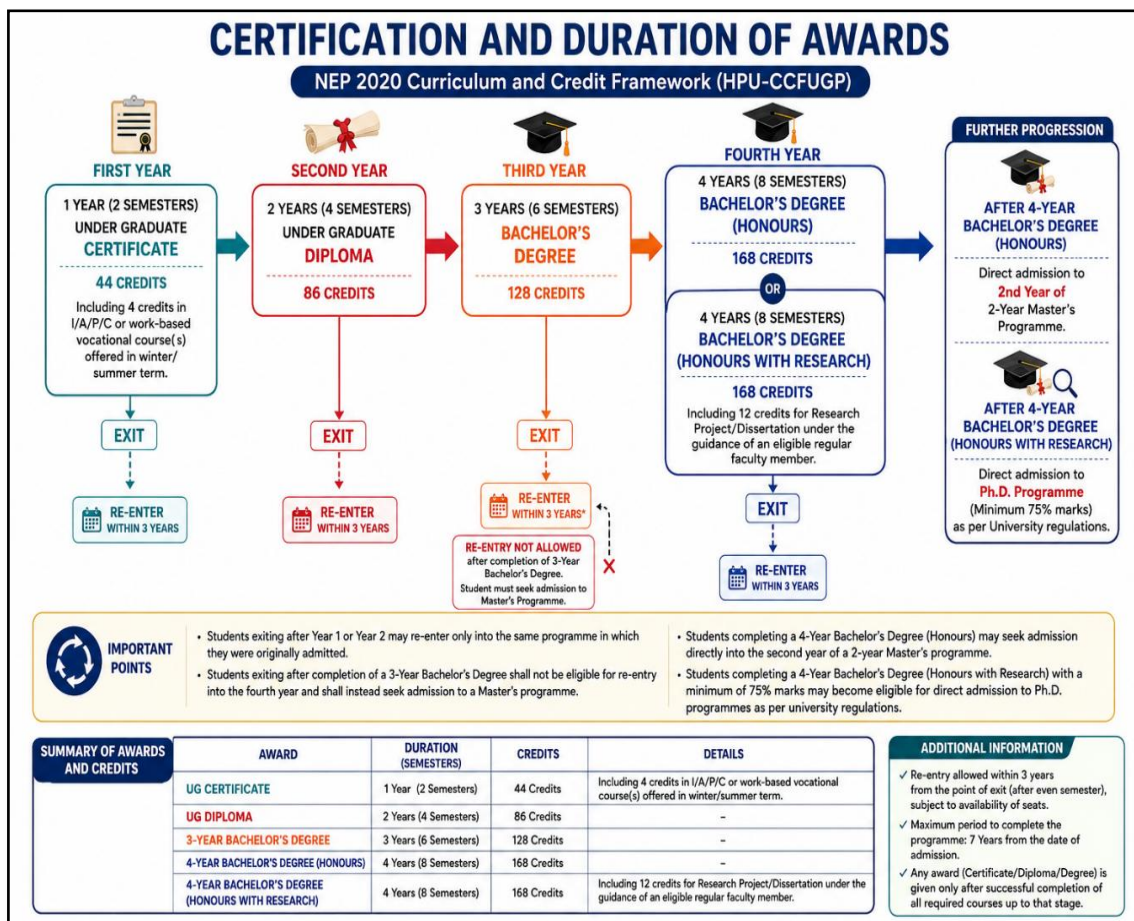 CERTIFICATION AND DURATION OF AWARDS
NEP 2020 Curriculum and Credit Framework (HPU-CCFUGP)
FIRST YEAR
1 YEAR (2 SEMESTERS)
UNDER GRADUATE
CERTIFICATE
44 CREDITS
Including 4 credits in
I/A/P/C or work-based
vocational course(s)
offered in winter/
summer term.
EXIT
RE-ENTER
WITHIN 3 YEARS
SECOND YEAR
2 YEARS (4 SEMESTERS)
UNDER GRADUATE
DIPLOMA
86 CREDITS
EXIT
RE-ENTER
WITHIN 3 YEARS
THIRD YEAR
3 YEARS (6 SEMESTERS)
BACHELOR'S
DEGREE
128 CREDITS
EXIT
RE-ENTER
WITHIN 3 YEARS*
RE-ENTRY NOT ALLOWED
after completion of 3-Year
Bachelor's Degree.
Student must seek admission to
Master's Programme.
X
FOURTH YEAR
4 YEARS (8 SEMESTERS)
BACHELOR'S DEGREE
(HONOURS)
168 CREDITS
OR
4 YEARS (8 SEMESTERS)
BACHELOR'S DEGREE
(HONOURS WITH RESEARCH)
168 CREDITS
Including 12 credits for Research
Project/Dissertation under the
guidance of an eligible regular
faculty member.
EXIT
RE-ENTER
WITHIN 3 YEARS
FURTHER PROGRESSION
AFTER 4-YEAR
BACHELOR'S DEGREE
(HONOURS)
Direct admission to
2nd Year of
2-Year Master's
Programme.
AFTER 4-YEAR
BACHELOR'S DEGREE
(HONOURS WITH RESEARCH)
Direct admission to
Ph.D. Programme
(Minimum 75% marks)
as per University regulations.
IMPORTANT
POINTS
• Students exiting after Year 1 or Year 2 may re-enter only into the same programme in which
they were originally admitted.
• Students exiting after completion of a 3-Year Bachelor's Degree shall not be eligible for re-entry
into the fourth year and shall instead seek admission to a Master's programme.
• Students completing a 4-Year Bachelor's Degree (Honours) may seek admission
directly into the second year of a 2-year Master's programme.
• Students completing a 4-Year Bachelor's Degree (Honours with Research) with a
minimum of 75% marks may become eligible for direct admission to Ph.D.
programmes as per university regulations.
SUMMARY OF AWARDS
AND CREDITS
AWARD DURATION (SEMESTERS) CREDITS DETAILS
UG CERTIFICATE 1 Year (2 Semesters) 44 Credits Including 4 credits in I/A/P/C or work-based vocational
course(s) offered in winter/summer term.
UG DIPLOMA 2 Years (4 Semesters) 86 Credits –
3-YEAR BACHELOR'S DEGREE 3 Years (6 Semesters) 128 Credits –
4-YEAR BACHELOR'S DEGREE (HONOURS) 4 Years (8 Semesters) 168 Credits –
4-YEAR BACHELOR'S DEGREE
(HONOURS WITH RESEARCH) 4 Years (8 Semesters) 168 Credits Including 12 credits for Research Project/Dissertation under the
guidance of an eligible regular faculty member.
ADDITIONAL INFORMATION
✓ Re-entry allowed within 3 years
from the point of exit (after even semester),
subject to availability of seats.
✓ Maximum period to complete the
programme: 7 Years from the date of
admission.
✓ Any award (Certificate/Diploma/Degree) is
given only after successful completion of
all required courses up to that stage.